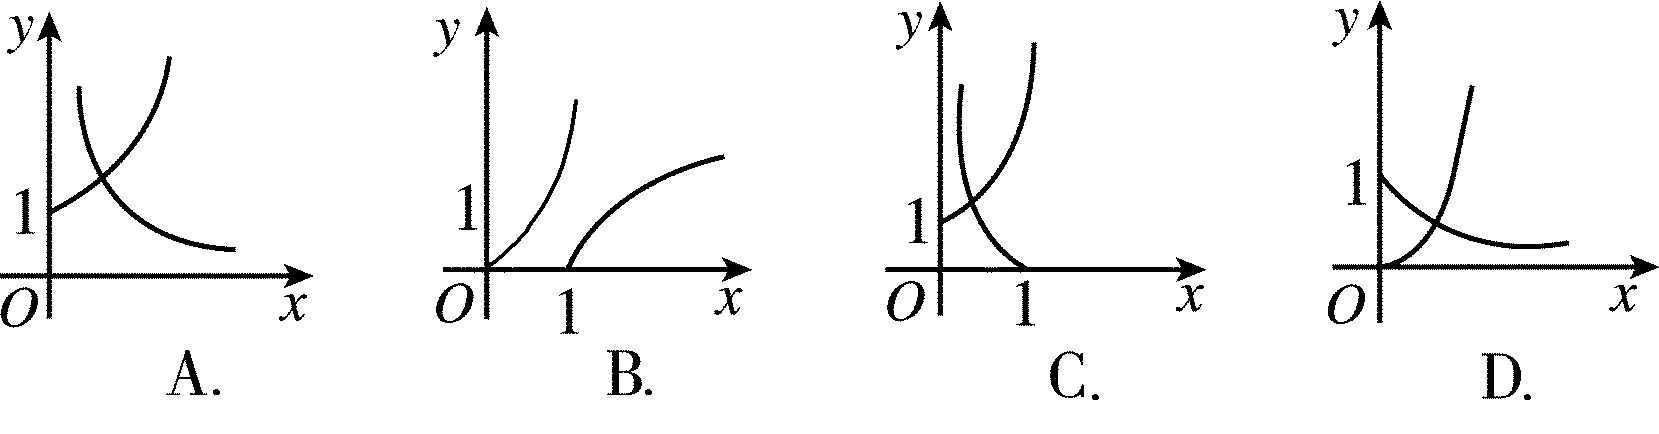 y 1 O x
A.
y 1 O 1 x
B.
y 1 O 1 x
C.
y 1 O x
D.